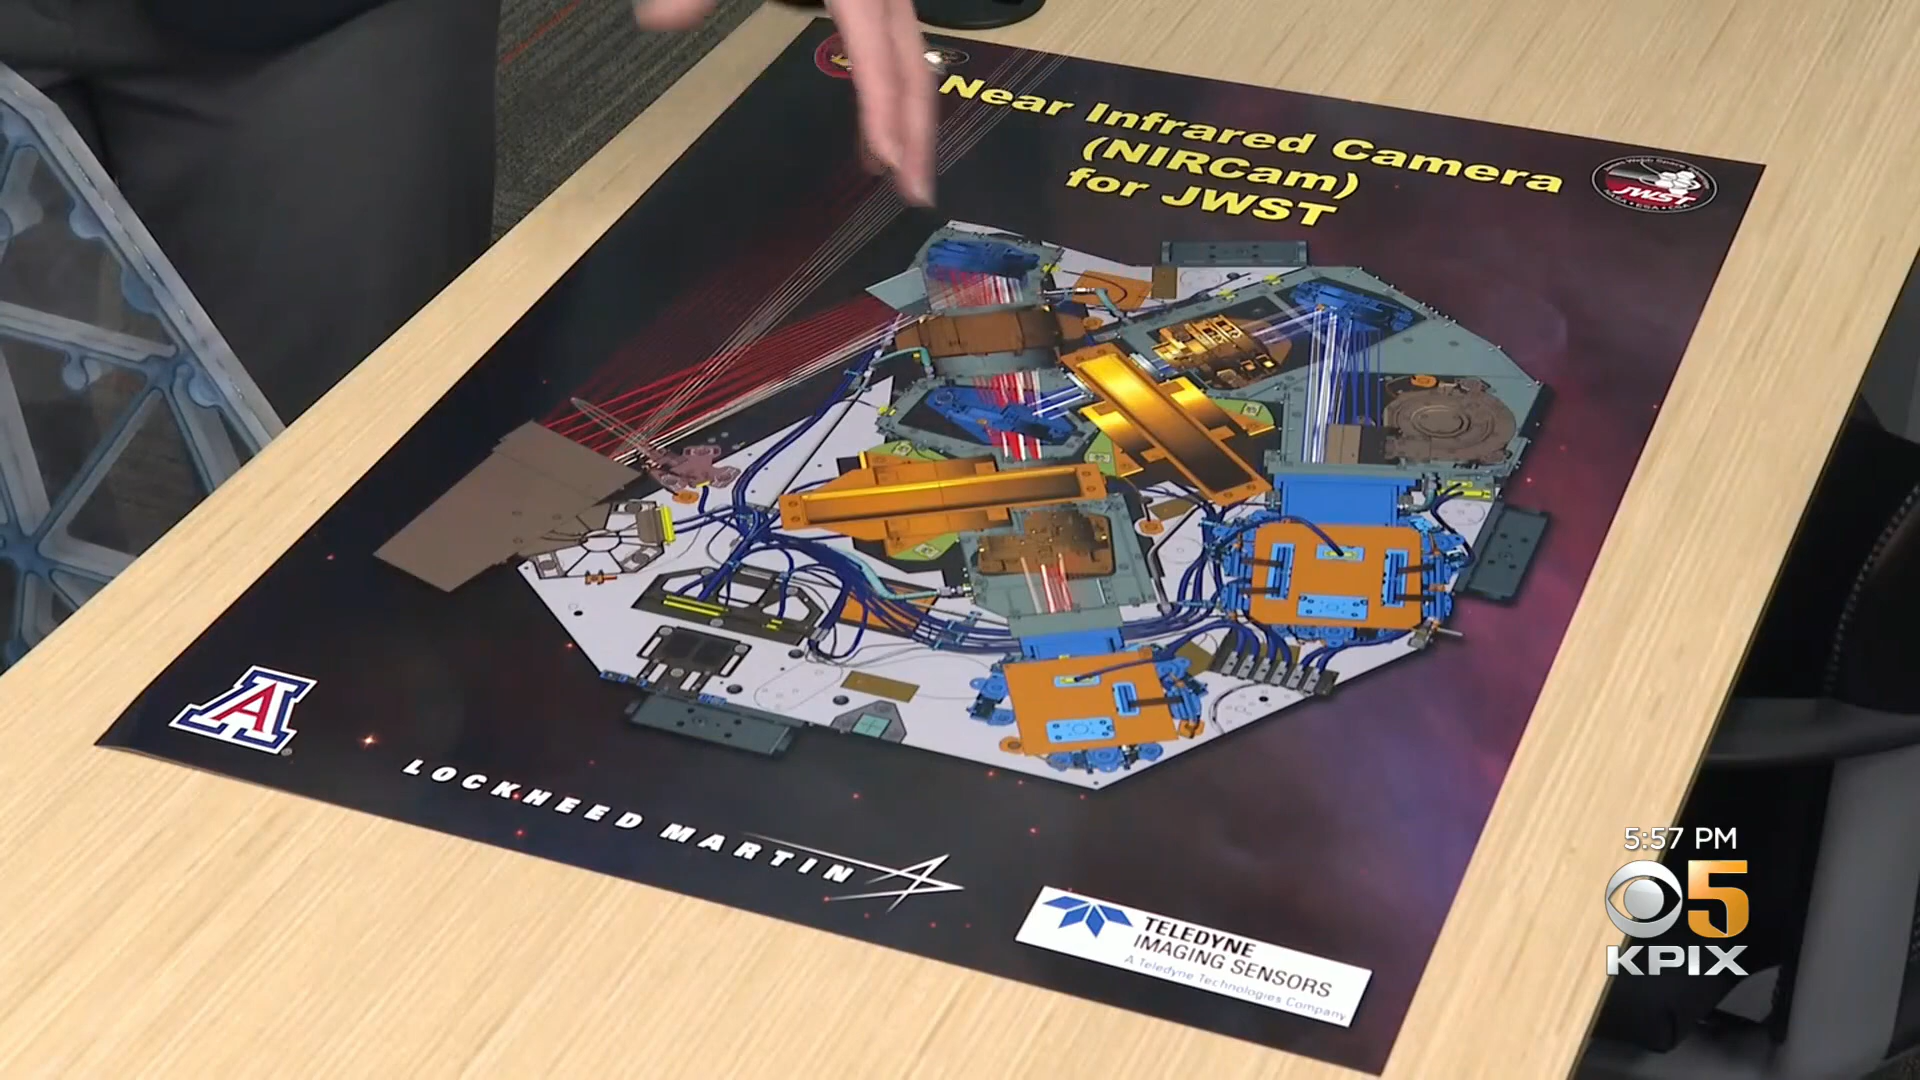 Near Infrared Camera
(NIRCam)
for JWST
JWST
A
LOCKHEED MARTIN
TELEDYNE
IMAGING SENSORS
A Teledyne Technologies Company
5:57 PM
5
KPIX